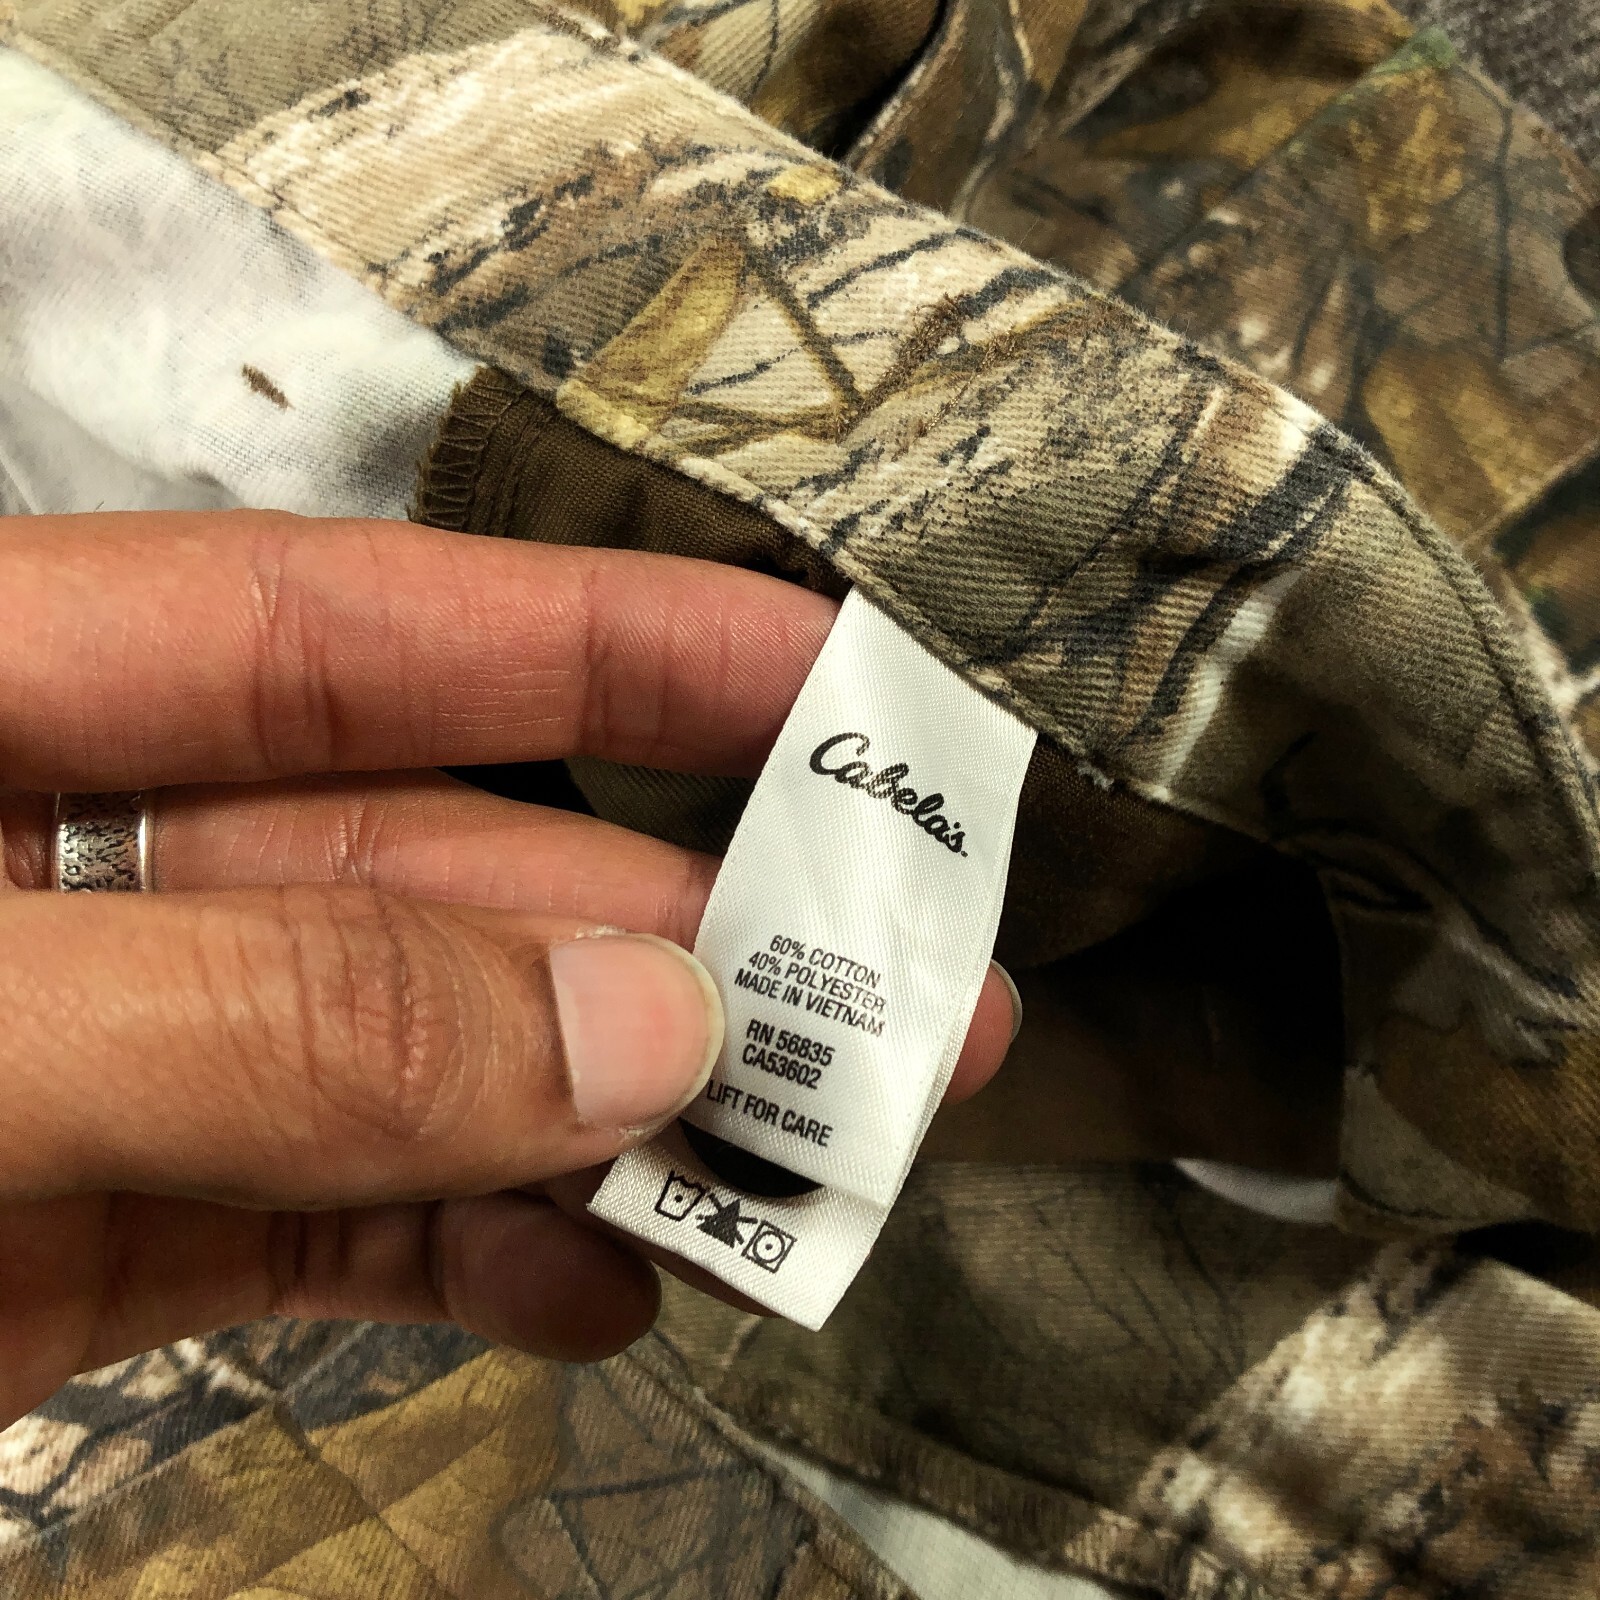 Cabela's.
60% COTTON
40% POLYESTER
MADE IN VIETNAM
RN 56835
CA53602
LIFT FOR CARE